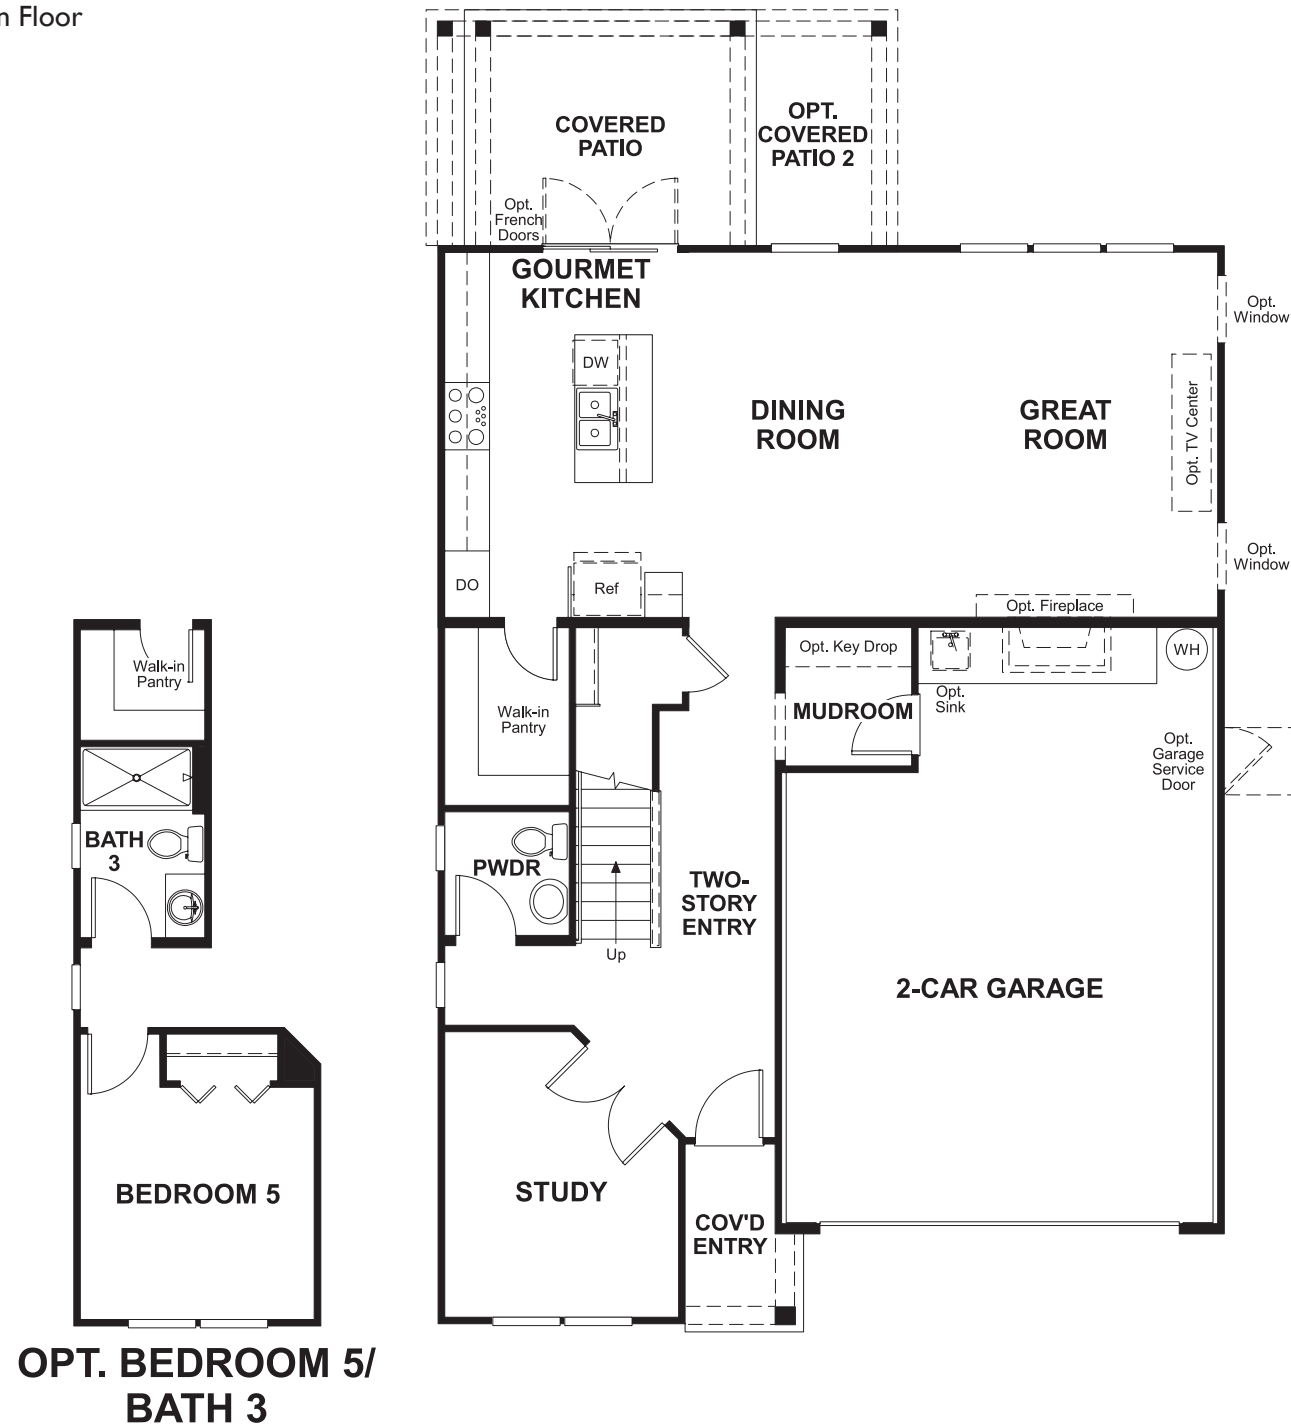 n Floor
COVERED
PATIO
OPT.
COVERED
PATIO 2
Opt.
French
Doors
GOURMET
KITCHEN
Opt.
Window
DW
DINING
ROOM
GREAT
ROOM
Opt. TV Center
Opt.
Window
DO
Ref
Opt. Fireplace
Walk-in
Pantry
Opt. Key Drop
WH
Opt.
Sink
Walk-in
Pantry
MUDROOM
Opt.
Garage
Service
Door
BATH
3
PWDR
TWO-
STORY
ENTRY
Up
2-CAR GARAGE
BEDROOM 5
STUDY
COV'D
ENTRY
OPT. BEDROOM 5/
BATH 3